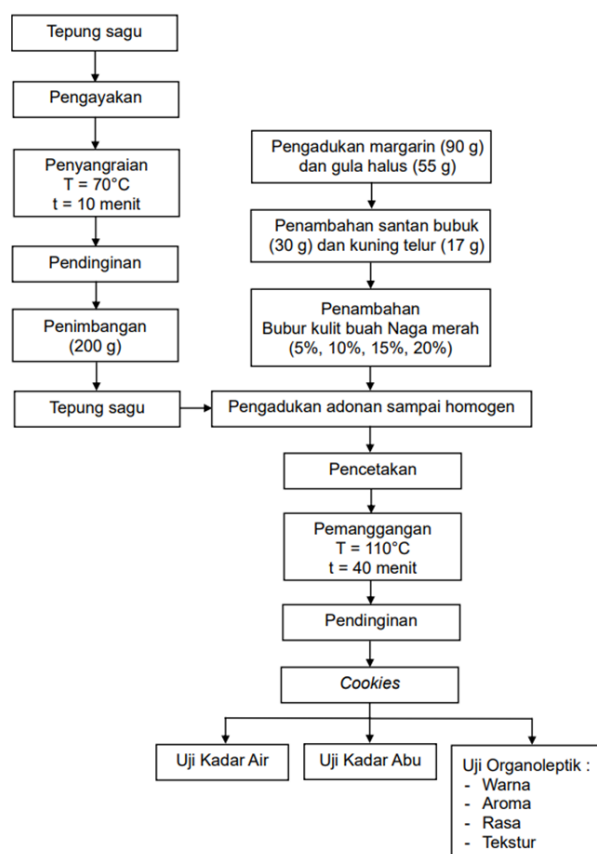 Tepung sagu
Pengayakan
Penyangraian
T = 70°C
t = 10 menit
Pendinginan
Penimbangan
(200 g)
Tepung sagu
Pengadukan margarin (90 g)
dan gula halus (55 g)
Penambahan santan bubuk
(30 g) dan kuning telur (17 g)
Penambahan
Bubur kulit buah Naga merah
(5%, 10%, 15%, 20%)
Pengadukan adonan sampai homogen
Pencetakan
Pemanggangan
T = 110°C
t = 40 menit
Pendinginan
Cookies
Uji Kadar Air
Uji Kadar Abu
Uji Organoleptik :
- Warna
- Aroma
- Rasa
- Tekstur